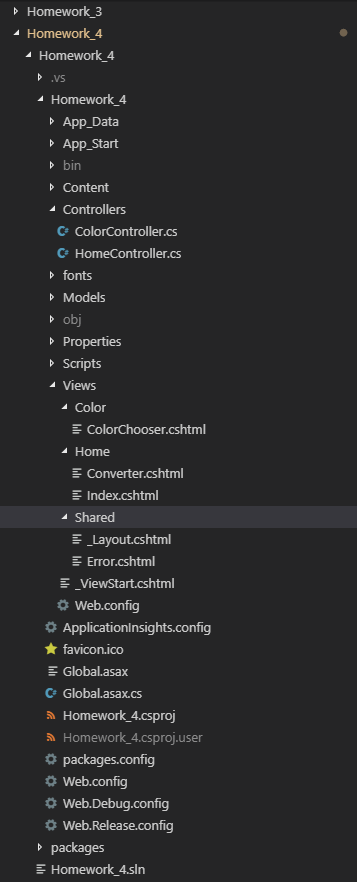 Homework_3
Homework_4
Homework_4
.vs
Homework_4
App_Data
App_Start
bin
Content
Controllers
ColorController.cs
HomeController.cs
fonts
Models
obj
Properties
Scripts
Views
Color
ColorChooser.cshtml
Home
Converter.cshtml
Index.cshtml
Shared
_Layout.cshtml
Error.cshtml
_ViewStart.cshtml
Web.config
ApplicationInsights.config
favicon.ico
Global.asax
Global.asax.cs
Homework_4.csproj
Homework_4.csproj.user
packages.config
Web.config
Web.Debug.config
Web.Release.config
packages
Homework_4.sln